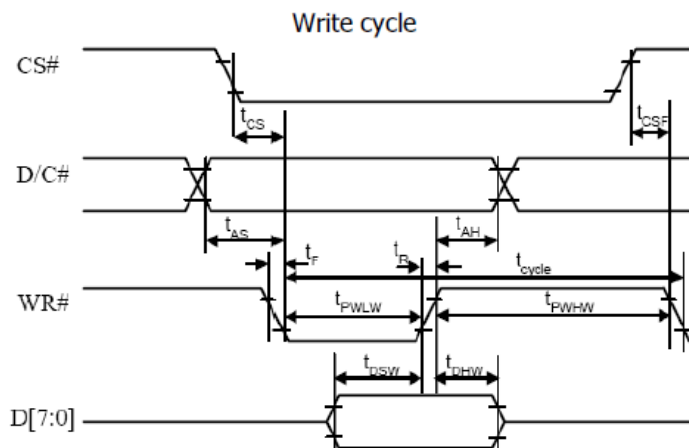 Write cycle
CS#
tCS
tCSF
D/C#
tAS
tAH
tF
tR
tcycle
WR#
tPWLW
tPWHW
tDSW
tDHW
D[7:0]